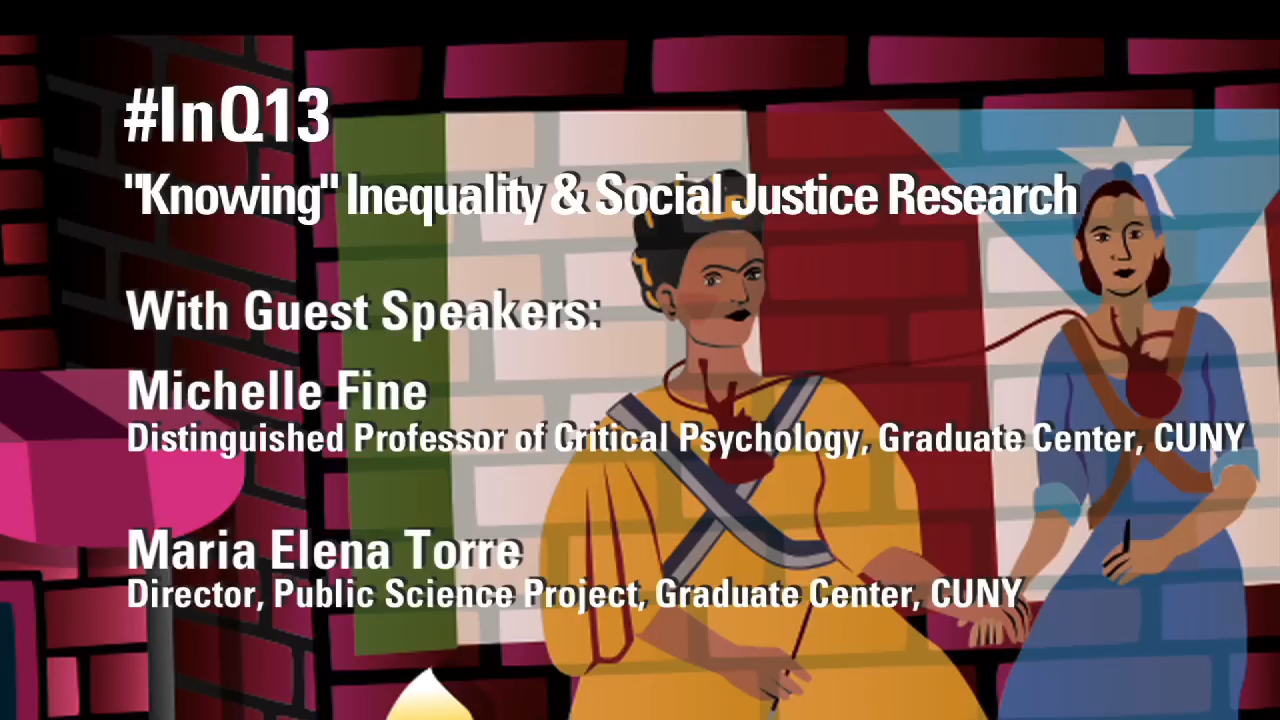 #InQ13
"Knowing" Inequality & Social Justice Research
With Guest Speakers:
Michelle Fine
Distinguished Professor of Critical Psychology, Graduate Center, CUNY
Maria Elena Torre
Director, Public Science Project, Graduate Center, CUNY